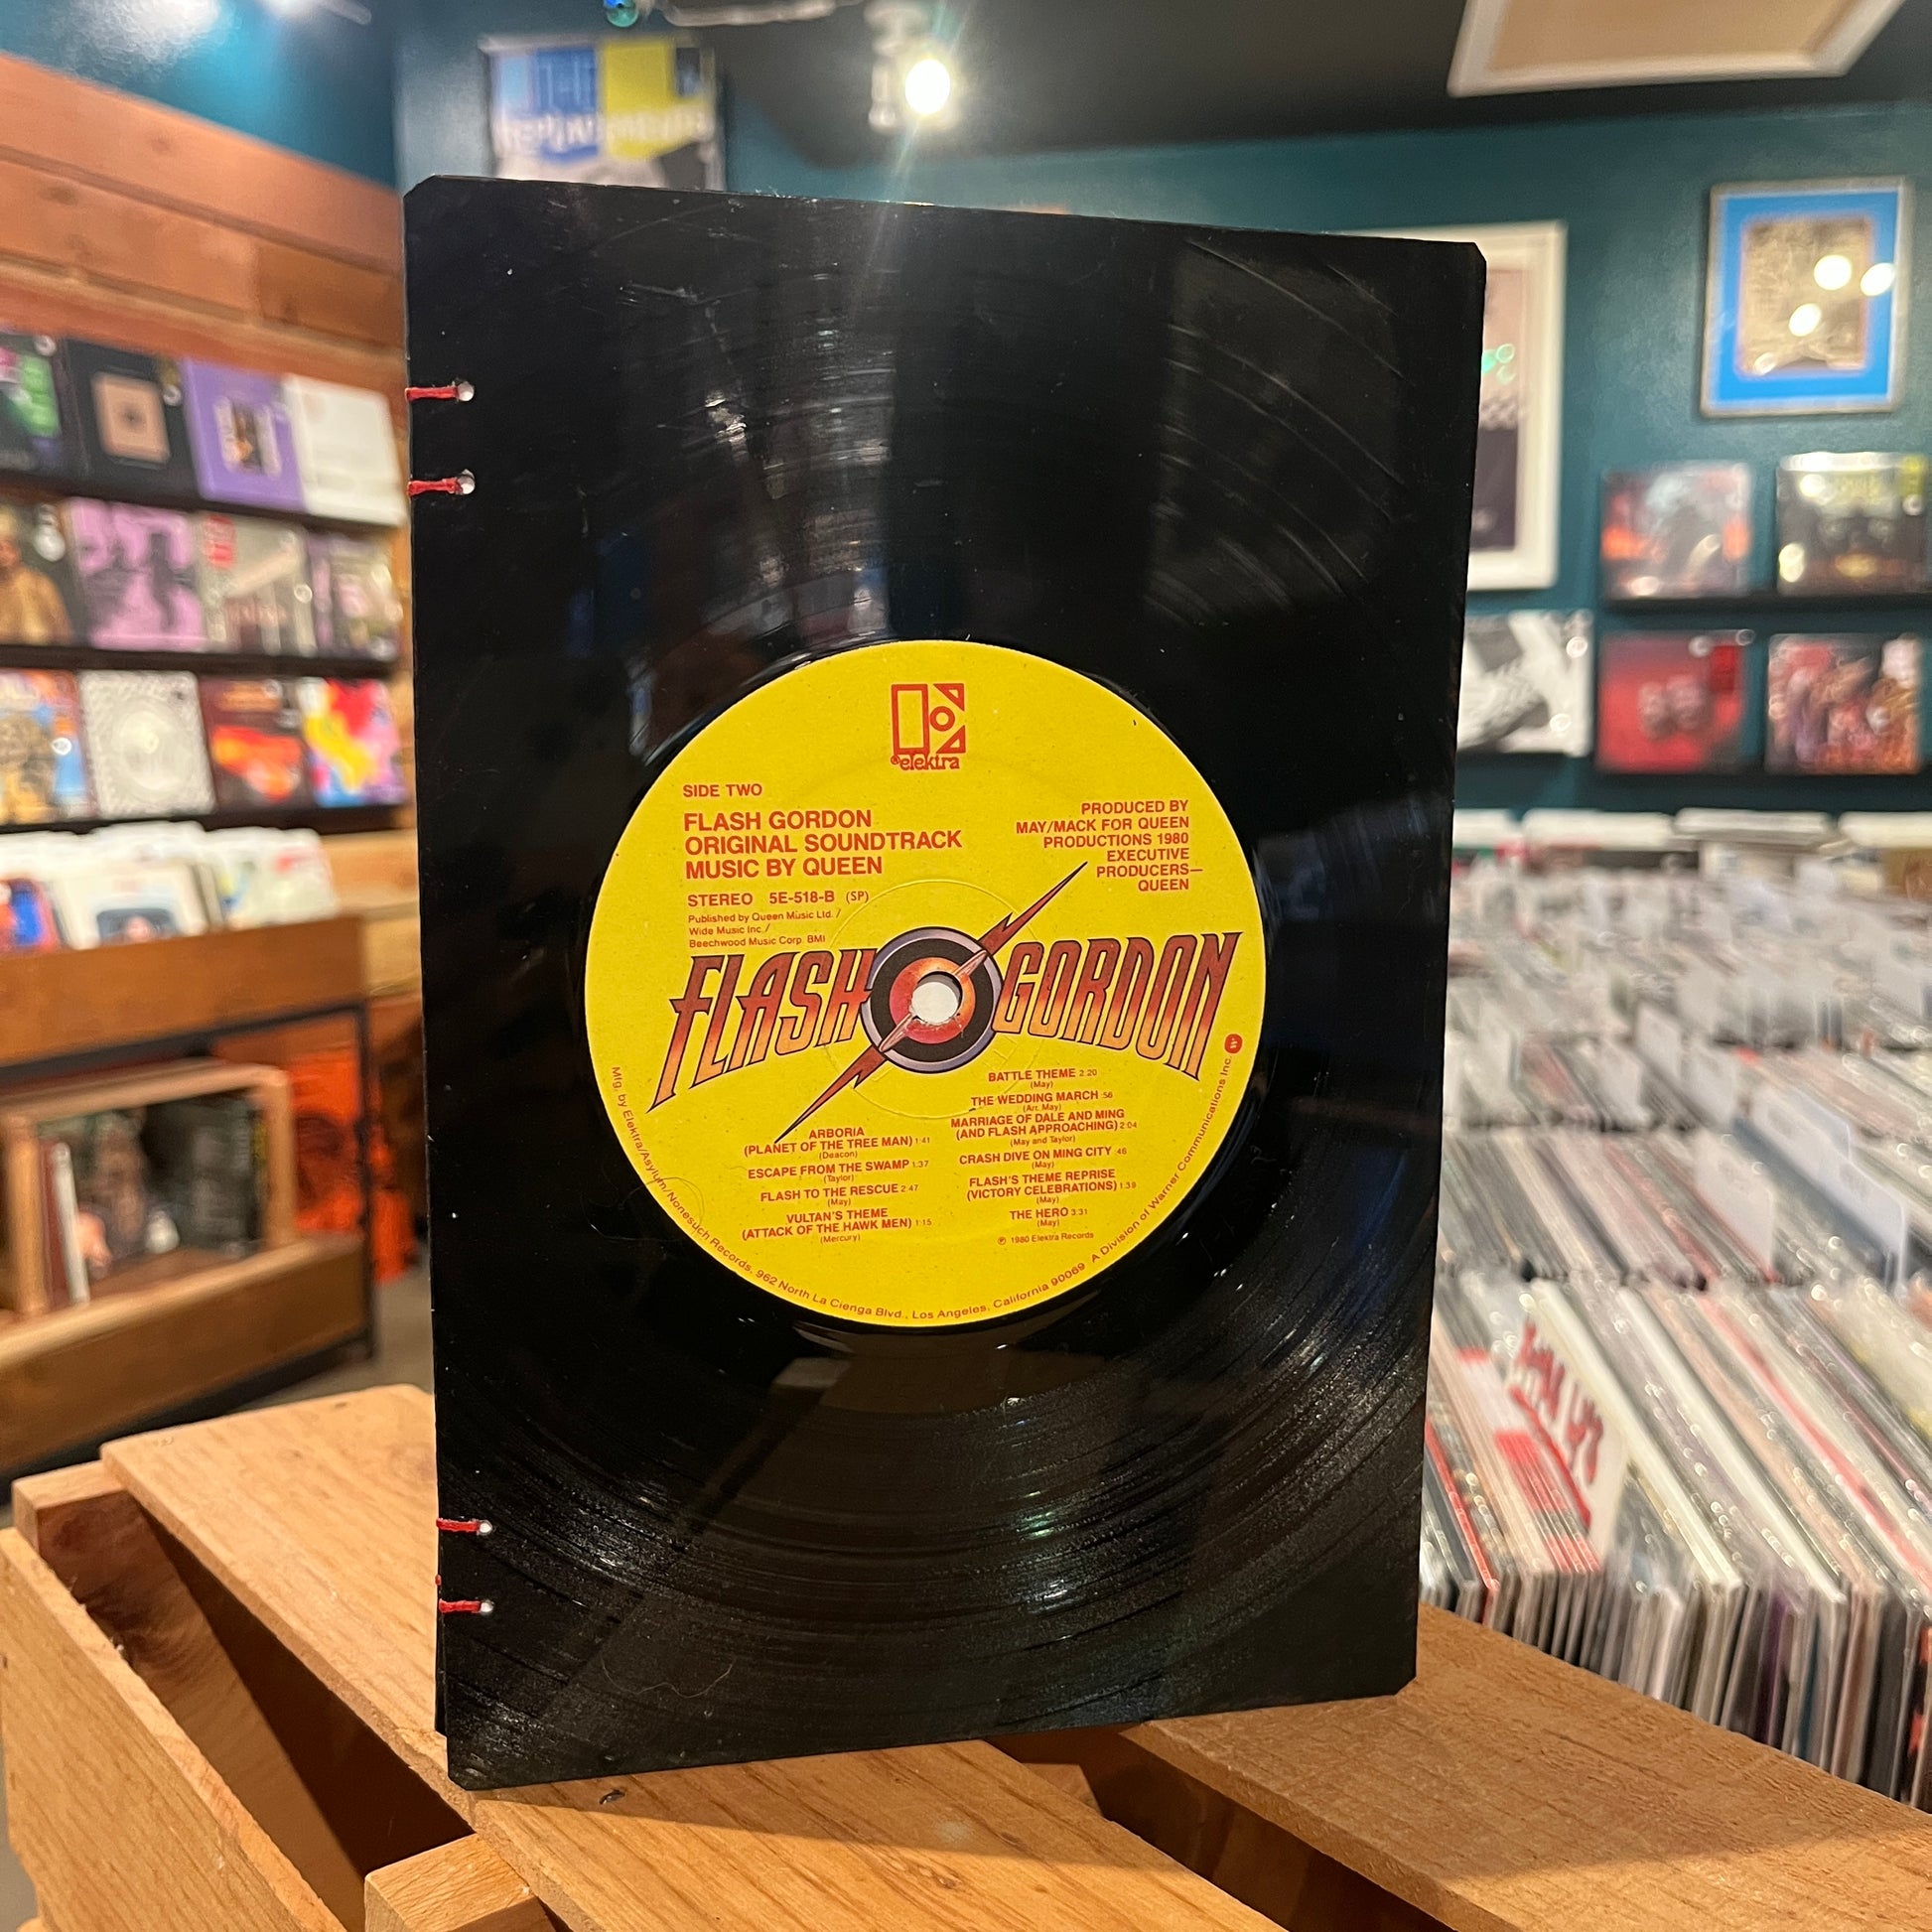 elektra
SIDE TWO
FLASH GORDON
ORIGINAL SOUNDTRACK
MUSIC BY QUEEN
STEREO 5E-518-B (SP)
Published by Queen Music Ltd./
Wide Music Inc./
Beechwood Music Corp. BMI
PRODUCED BY
MAY/MACK FOR QUEEN
PRODUCTIONS 1980
EXECUTIVE
PRODUCERS—
QUEEN
FLASH GORDON
ARBORIA
(PLANET OF THE TREE MAN) 1:41
(Deacon)
ESCAPE FROM THE SWAMP 1:37
(Taylor)
FLASH TO THE RESCUE 2:47
(May)
VULTAN'S THEME
(ATTACK OF THE HAWK MEN) 1:15
(Mercury)
BATTLE THEME 2:20
(May)
THE WEDDING MARCH :56
(Arr. May)
MARRIAGE OF DALE AND MING
(AND FLASH APPROACHING) 2:04
(May and Taylor)
CRASH DIVE ON MING CITY :46
(May)
FLASH'S THEME REPRISE
(VICTORY CELEBRATIONS) 1:39
(May)
THE HERO 3:31
(May)
℗ 1980 Elektra Records
Mfg. by Elektra/Asylum/Nonesuch Records, 962 North La Cienga Blvd., Los Angeles, California 90069 A Division of Warner Communications Inc.